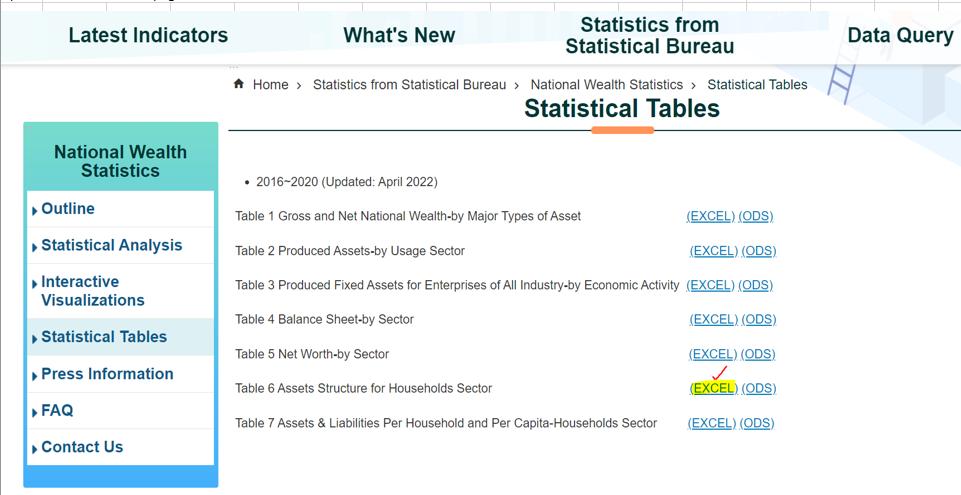 Latest Indicators
What's New
Statistics from
Statistical Bureau
Data Query
Home > Statistics from Statistical Bureau > National Wealth Statistics > Statistical Tables
Statistical Tables
National Wealth
Statistics
Outline
Statistical Analysis
Interactive
Visualizations
Statistical Tables
Press Information
FAQ
Contact Us
• 2016~2020 (Updated: April 2022)
Table 1 Gross and Net National Wealth-by Major Types of Asset (EXCEL) (ODS)
Table 2 Produced Assets-by Usage Sector (EXCEL) (ODS)
Table 3 Produced Fixed Assets for Enterprises of All Industry-by Economic Activity (EXCEL) (ODS)
Table 4 Balance Sheet-by Sector (EXCEL) (ODS)
Table 5 Net Worth-by Sector (EXCEL) (ODS)
Table 6 Assets Structure for Households Sector (EXCEL) (ODS)
Table 7 Assets & Liabilities Per Household and Per Capita-Households Sector (EXCEL) (ODS)